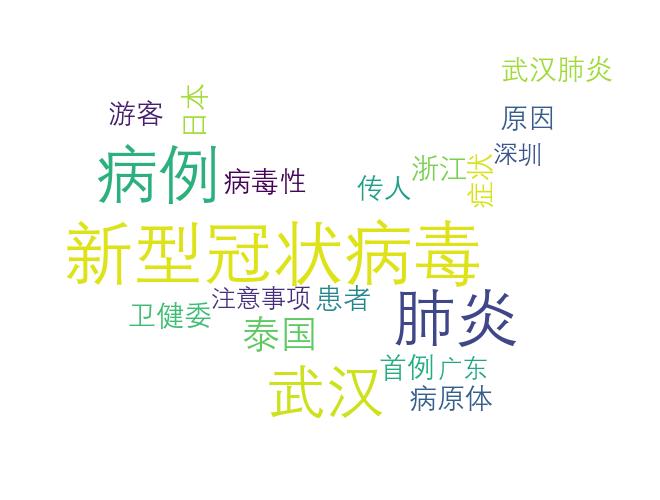 武汉肺炎
游客
日本
原因
病例
病毒性
传人
浙江
症状
深圳
新型冠状病毒
卫健委
注意事项
患者
肺炎
泰国
武汉
首例
广东
病原体